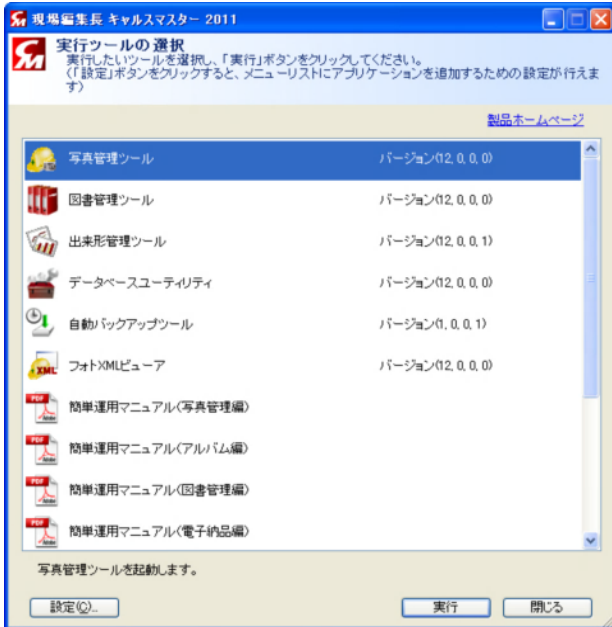 現場編集長 キャルスマスター 2011
実行ツールの選択
実行したいツールを選択し、「実行」ボタンをクリックしてください。
(「設定」ボタンをクリックすると、メニューリストにアプリケーションを追加するための設定が行えま
す)
製品ホームページ
写真管理ツール バージョン(12, 0, 0, 0)
図書管理ツール バージョン(12, 0, 0, 0)
出来形管理ツール バージョン(12, 0, 0, 1)
データベースユーティリティ バージョン(12, 0, 0, 0)
自動バックアップツール バージョン(1, 0, 0, 1)
XML フォトXMLビューア バージョン(12, 0, 0, 0)
PDF 簡単運用マニュアル(写真管理編)
PDF 簡単運用マニュアル(アルバム編)
PDF 簡単運用マニュアル(図書管理編)
PDF 簡単運用マニュアル(電子納品編)
写真管理ツールを起動します。
設定(C)... 実行 閉じる